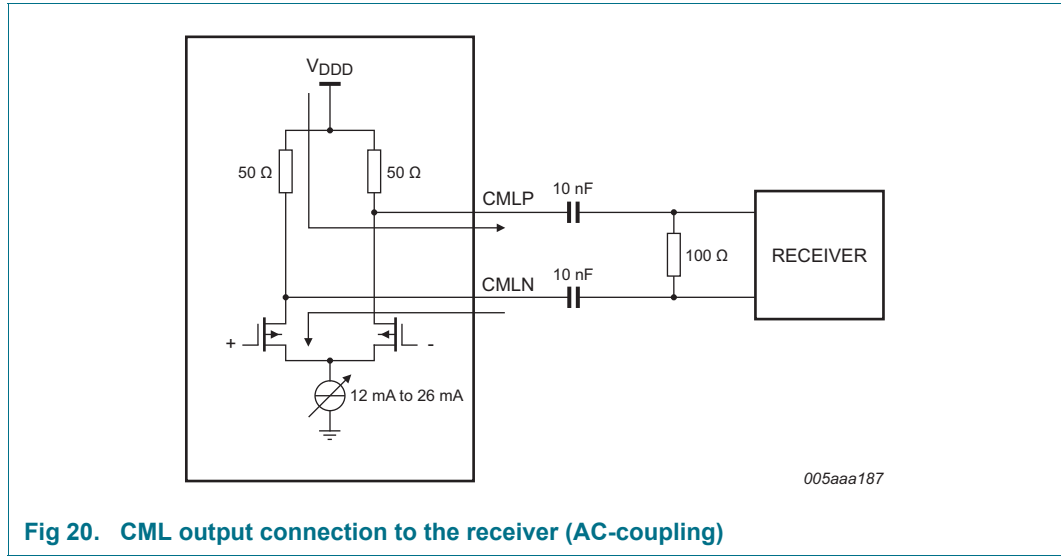 VDDD
50 Ω
50 Ω
CMLP
10 nF
100 Ω
RECEIVER
CMLN
10 nF
+
-
12 mA to 26 mA
005aaa187
Fig 20. CML output connection to the receiver (AC-coupling)